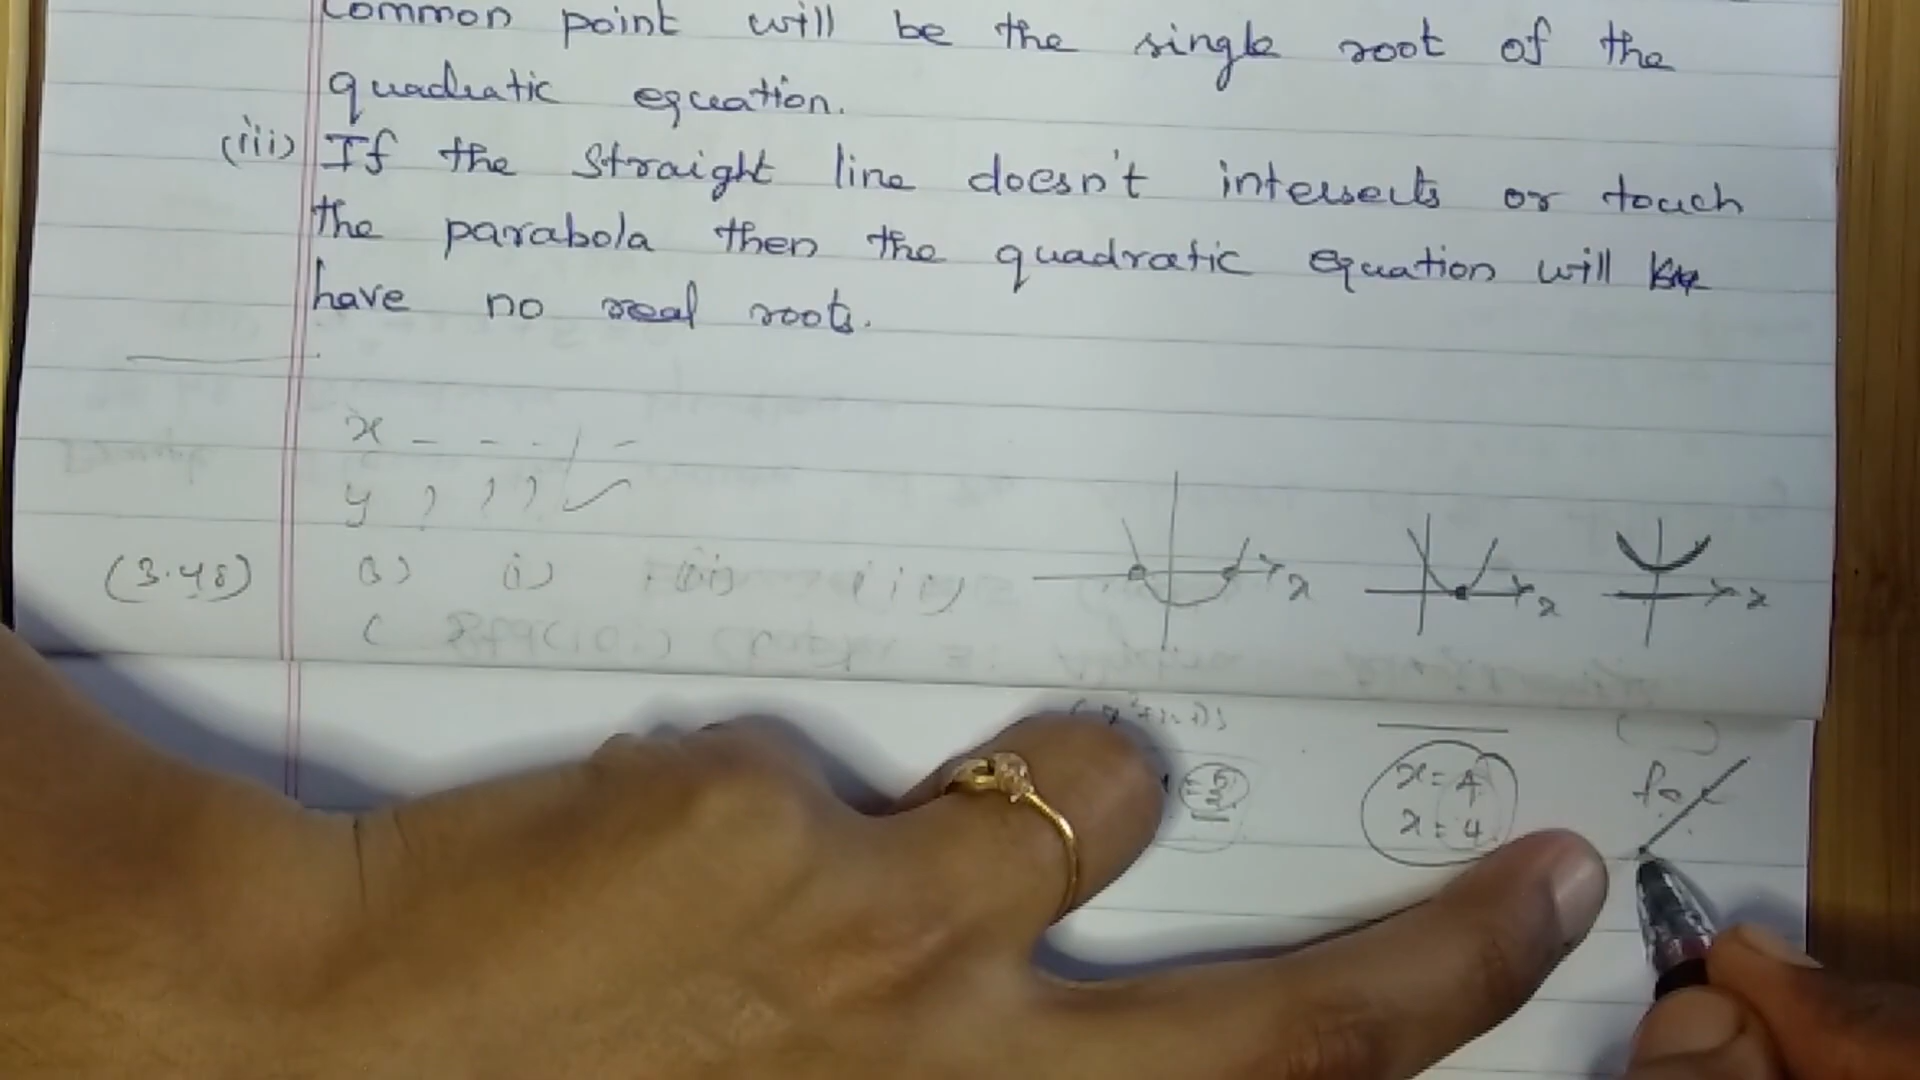 common point will be the single root of the
quadratic equation.
(iii) If the straight line doesn't intersects or touch
the parabola then the quadratic equation will
have no real roots.
x - - - -
y ? ? ?
(3.48) (i)
x x x
x = 4
x = 4